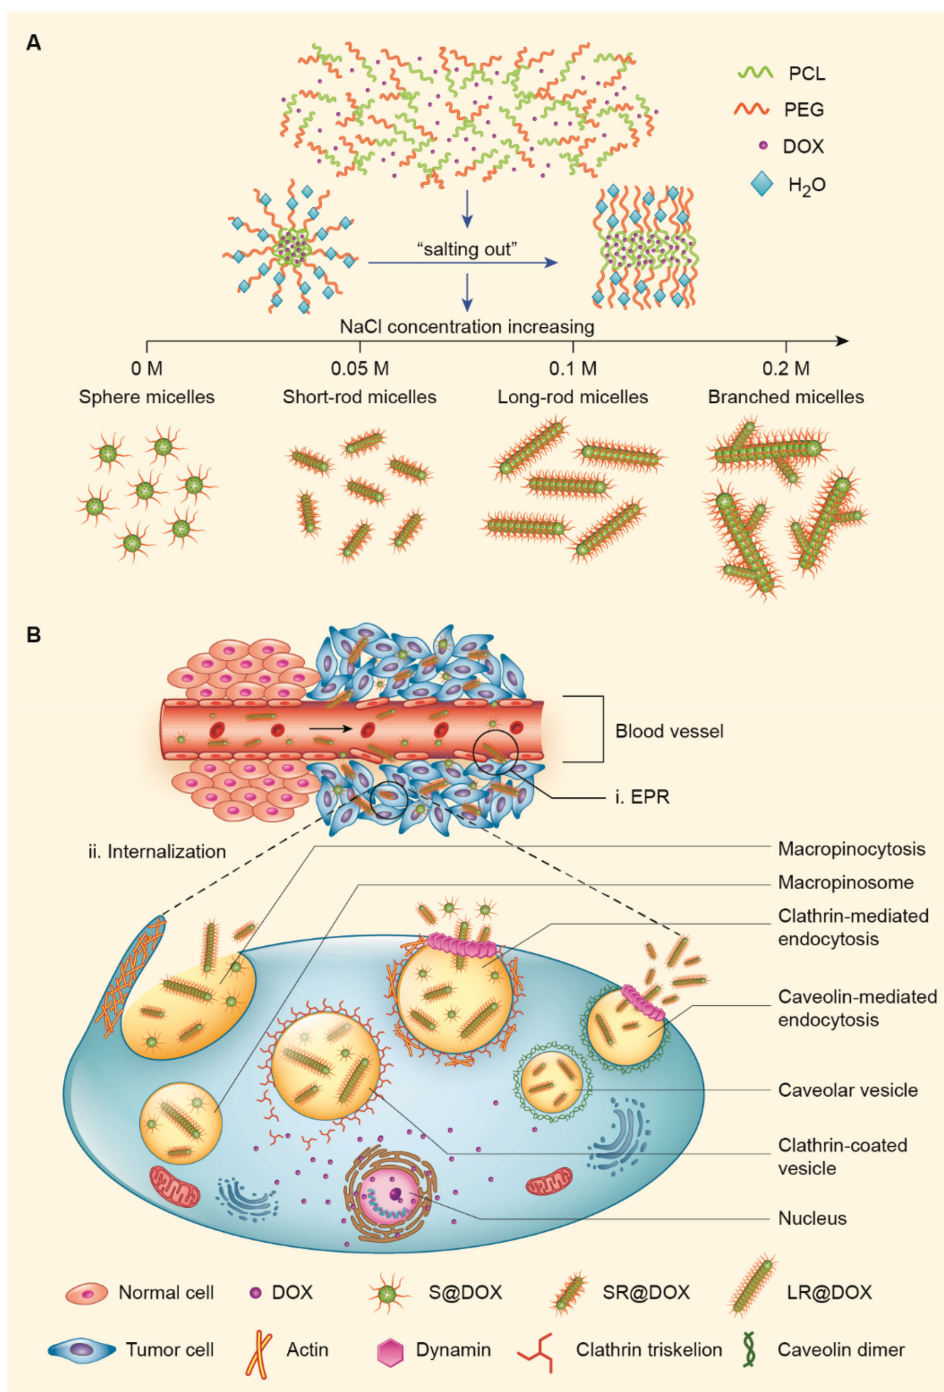 A
PCL
PEG
DOX
H2O
"salting out"
NaCl concentration increasing
0 M
0.05 M
0.1 M
0.2 M
Sphere micelles
Short-rod micelles
Long-rod micelles
Branched micelles
B
Blood vessel
i. EPR
ii. Internalization
Macropinocytosis
Macropinosome
Clathrin-mediated
endocytosis
Caveolin-mediated
endocytosis
Caveolar vesicle
Clathrin-coated
vesicle
Nucleus
Normal cell
DOX
S@DOX
SR@DOX
LR@DOX
Tumor cell
Actin
Dynamin
Clathrin triskelion
Caveolin dimer